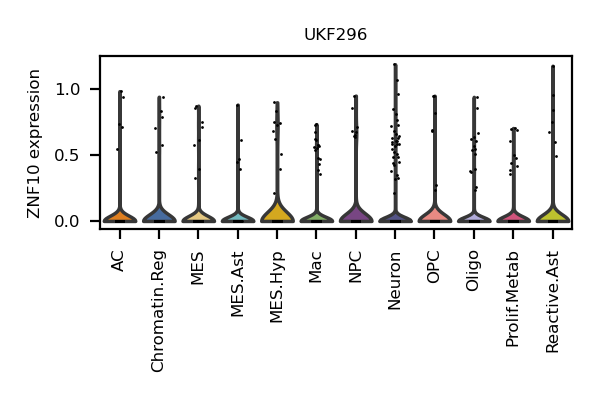 UKF296
ZNF10 expression
1.0
0.5
0.0
AC
Chromatin.Reg
MES
MES.Ast
MES.Hyp
Mac
NPC
Neuron
OPC
Oligo
Prolif.Metab
Reactive.Ast